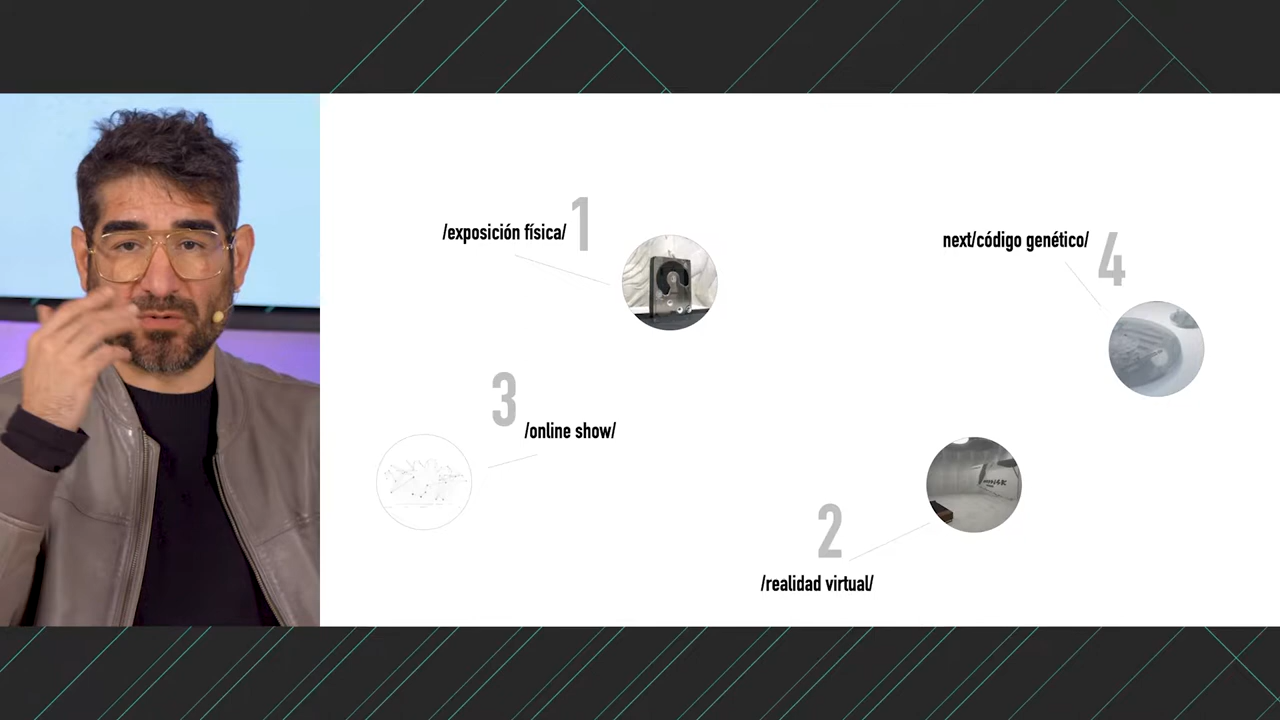 /exposición física/ 1
next/código genético/ 4
3
/online show/
2
/realidad virtual/